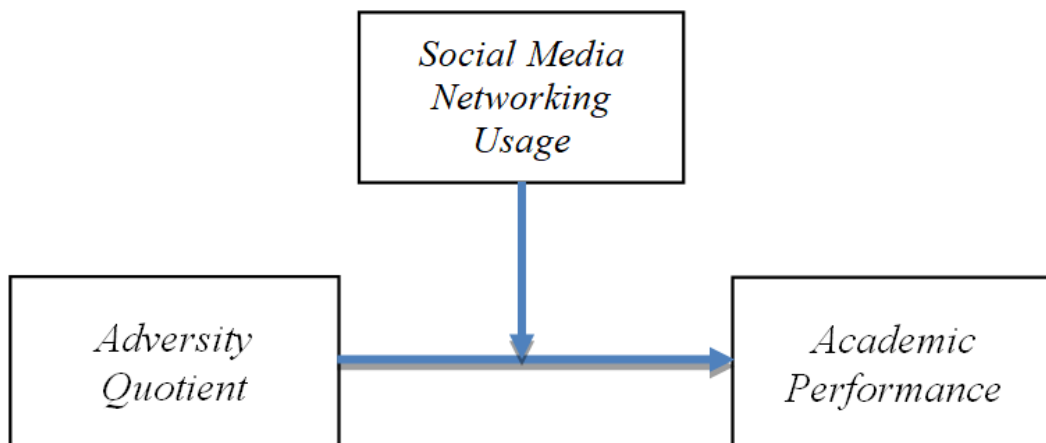 Social Media
Networking
Usage
Adversity
Quotient
Academic
Performance